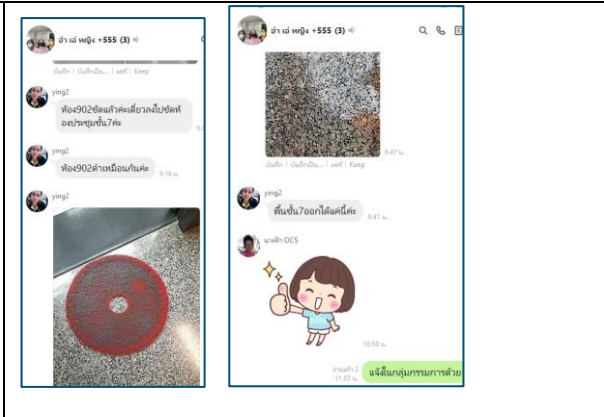 อำ เอ๋ หญิง +555 (3)
บันทึก | บันทึกเป็น... | แชร์ | Keep
ying2
ห้อง902ขัดแล้วค่ะเดี๋ยวลงไปขัดห้
องประชุมชั้น7ค่ะ
ying2
ห้อง902ดำเหมือนกันค่ะ
9.18 น.
ying2
อำ เอ๋ หญิง +555 (3)
9.47 น.
บันทึก | บันทึกเป็น... | แชร์ | Keep
ying2
พื้นชั้น7ออกได้แค่นี้ค่ะ
9.47 น.
OCS
10.50 น.
อ่านแล้ว 2
11.03 น.
แจ้งในกลุ่มกรรมการด้วย